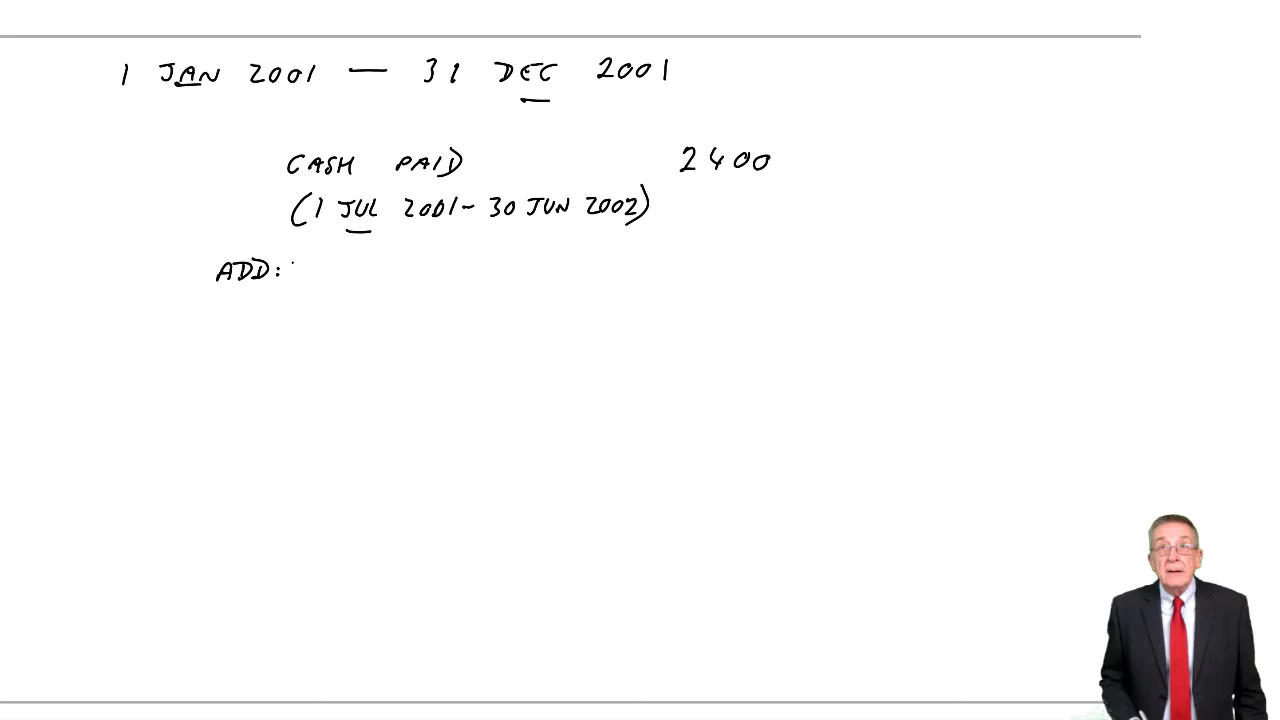 1 JAN 2001 — 31 DEC 2001
CASH PAID 2400
(1 JUL 2001 - 30 JUN 2002)
ADD: